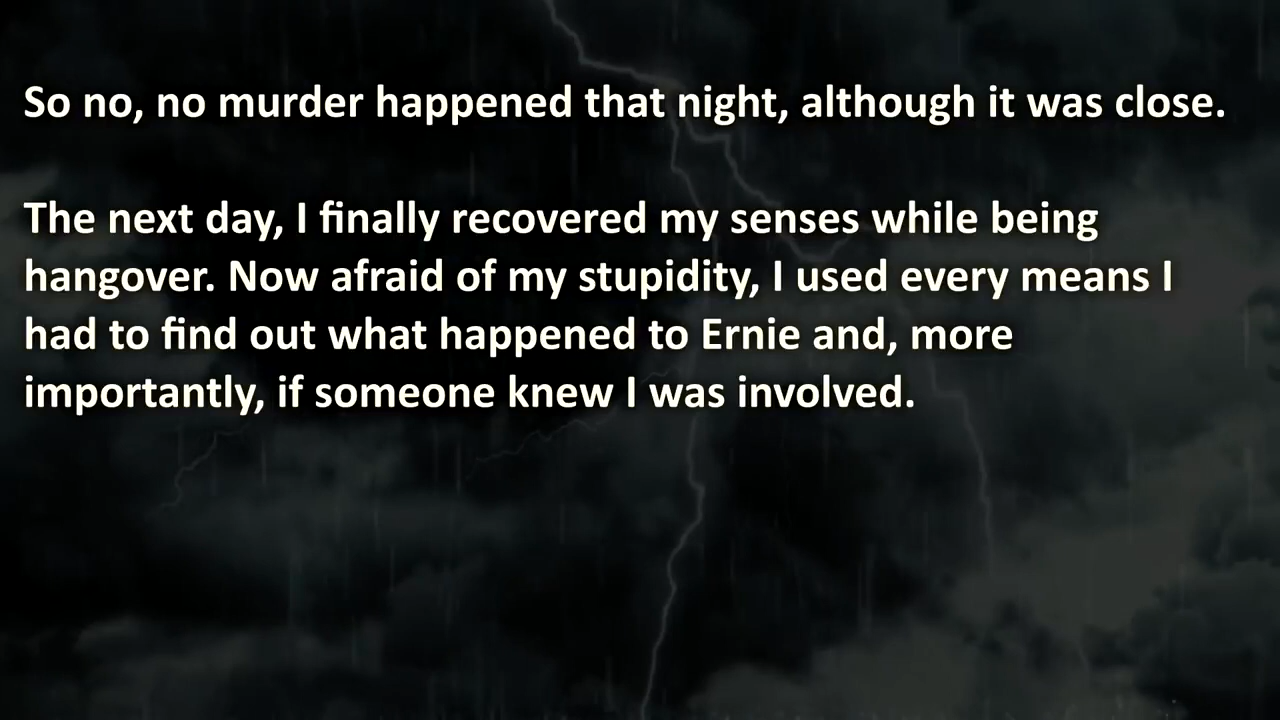 So no, no murder happened that night, although it was close.
The next day, I finally recovered my senses while being
hangover. Now afraid of my stupidity, I used every means I
had to find out what happened to Ernie and, more
importantly, if someone knew I was involved.